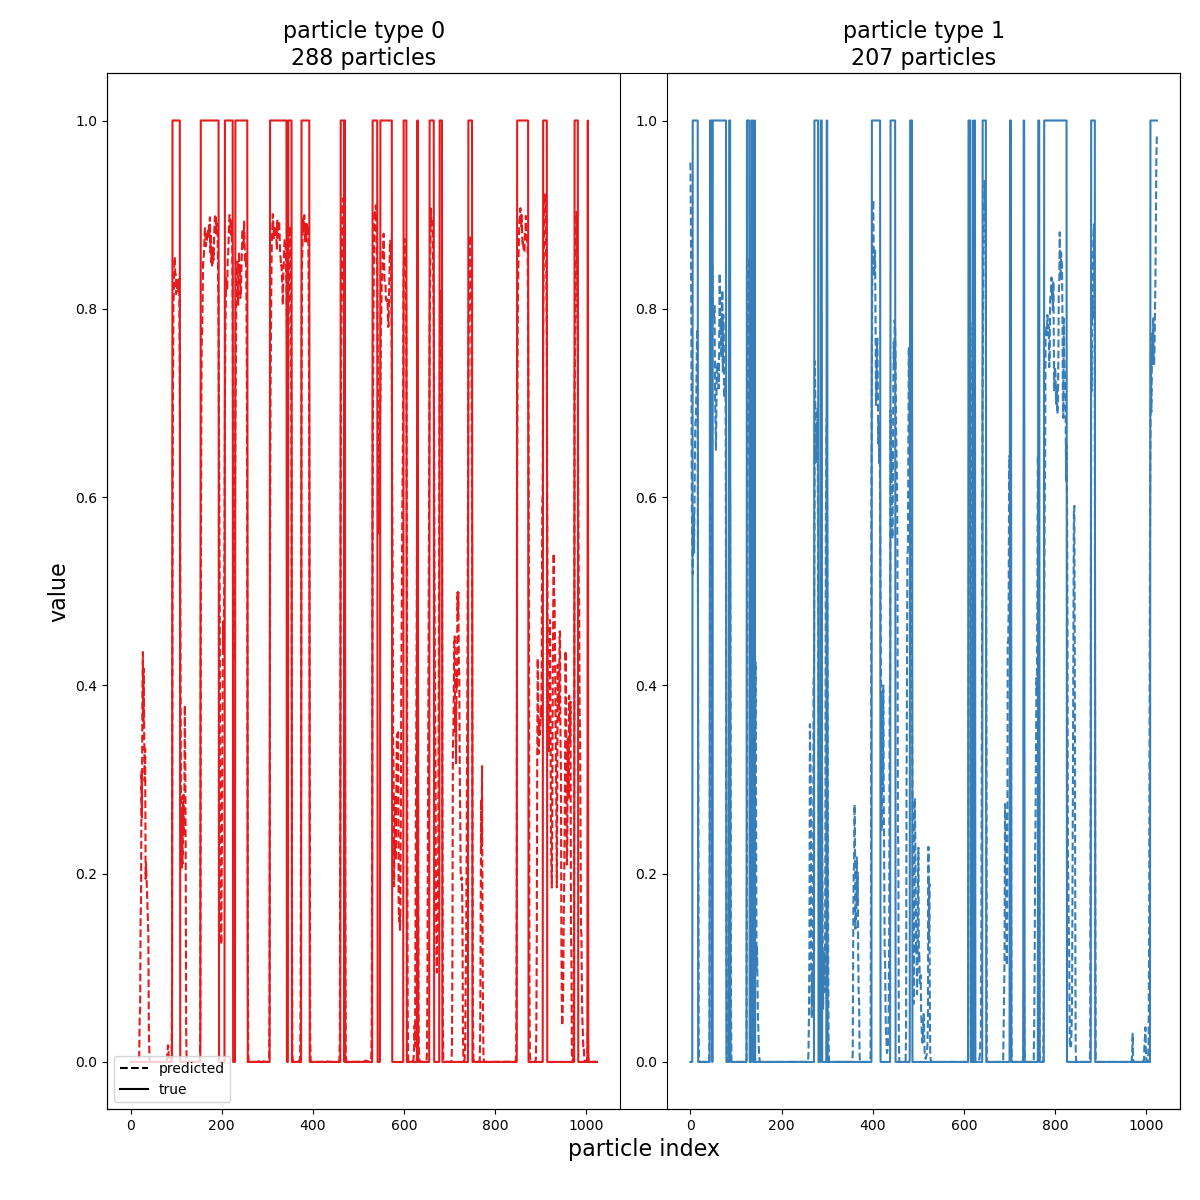 particle type 0
288 particles
particle type 1
207 particles
value
1.0
0.8
0.6
0.4
0.2
0.0
1.0
0.8
0.6
0.4
0.2
0.0
predicted
true
0 200 400 600 800 1000
0 200 400 600 800 1000
particle index